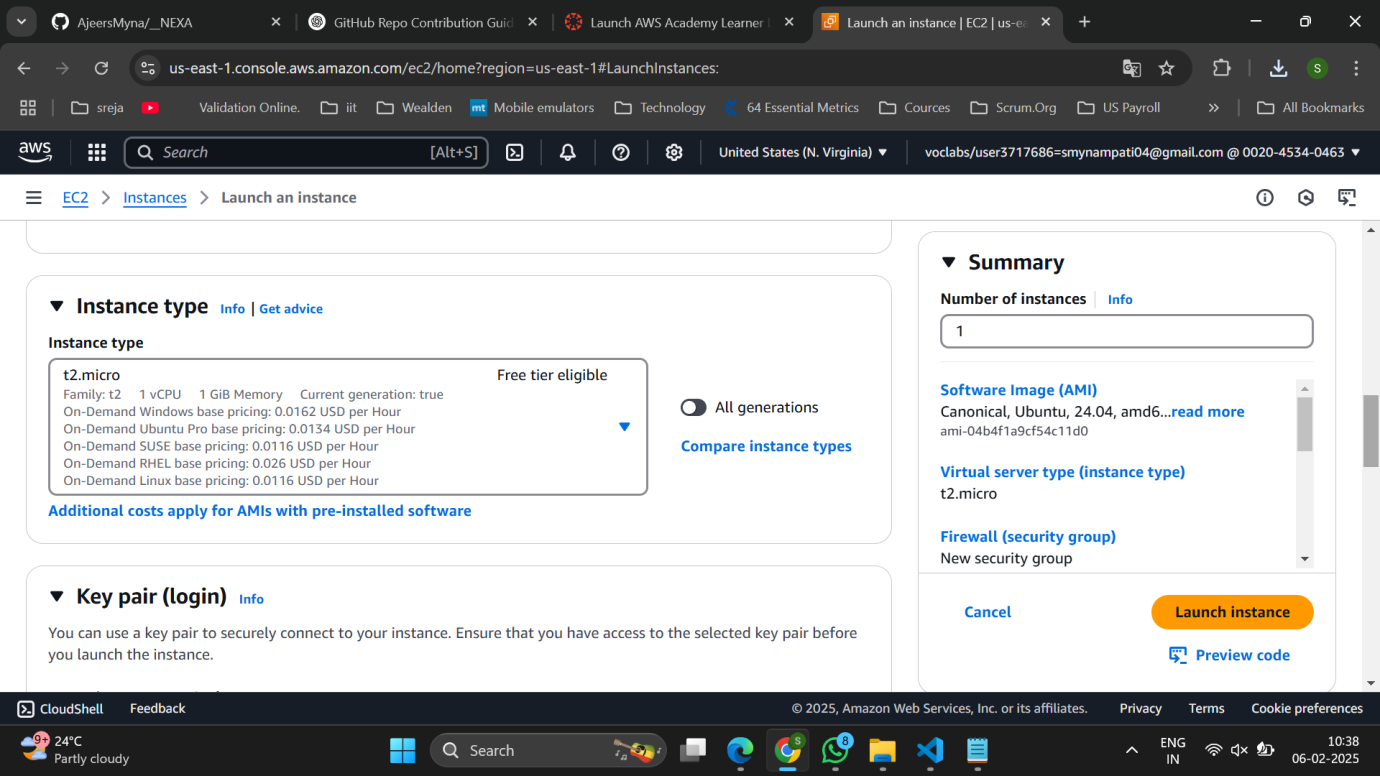 AjeersMyna/__NEXA
GitHub Repo Contribution Guid
Launch AWS Academy Learner L
Launch an instance | EC2 | us-ea
us-east-1.console.aws.amazon.com/ec2/home?region=us-east-1#LaunchInstances:
S
sreja
Validation Online.
iit
Wealden
mt Mobile emulators
Technology
64 Essential Metrics
Cources
Scrum.Org
US Payroll
»
All Bookmarks
aws
Search
[Alt+S]
United States (N. Virginia)
voclabs/user3717686=smynampati04@gmail.com @ 0020-4534-0463
EC2
Instances
Launch an instance
Instance type
Info | Get advice
Instance type
t2.micro
Free tier eligible
Family: t2 1 vCPU 1 GiB Memory Current generation: true
On-Demand Windows base pricing: 0.0162 USD per Hour
On-Demand Ubuntu Pro base pricing: 0.0134 USD per Hour
On-Demand SUSE base pricing: 0.0116 USD per Hour
On-Demand RHEL base pricing: 0.026 USD per Hour
On-Demand Linux base pricing: 0.0116 USD per Hour
All generations
Compare instance types
Additional costs apply for AMIs with pre-installed software
Key pair (login)
Info
You can use a key pair to securely connect to your instance. Ensure that you have access to the selected key pair before
you launch the instance.
Summary
Number of instances
Info
1
Software Image (AMI)
Canonical, Ubuntu, 24.04, amd6...read more
ami-04b4f1a9cf54c11d0
Virtual server type (instance type)
t2.micro
Firewall (security group)
New security group
Cancel
Launch instance
Preview code
CloudShell
Feedback
© 2025, Amazon Web Services, Inc. or its affiliates.
Privacy
Terms
Cookie preferences
9+
24°C
Partly cloudy
Search
S
8
ENG
IN
10:38
06-02-2025